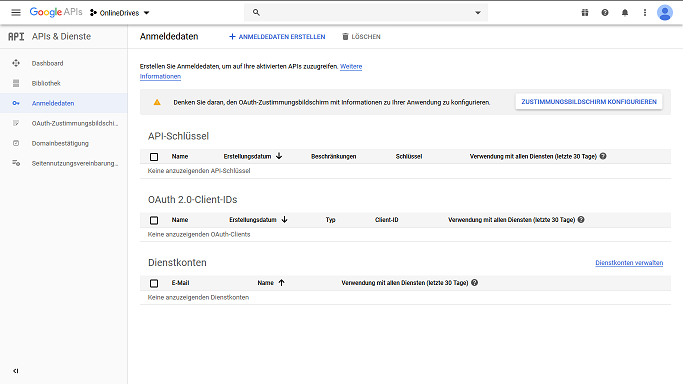 Google APIs
OnlineDrives
API APIs & Dienste
Anmeldedaten
+ ANMELDEDATEN ERSTELLEN
LÖSCHEN
Dashboard
Bibliothek
Anmeldedaten
OAuth-Zustimmungsbildschi...
Domainbestätigung
Seitennutzungsvereinbarung...
Erstellen Sie Anmeldedaten, um auf Ihre aktivierten APIs zuzugreifen. Weitere
Informationen
Denken Sie daran, den OAuth-Zustimmungsbildschirm mit Informationen zu Ihrer Anwendung zu konfigurieren.
ZUSTIMMUNGSBILDSCHIRM KONFIGURIEREN
API-Schlüssel
Name Erstellungsdatum Beschränkungen Schlüssel Verwendung mit allen Diensten (letzte 30 Tage)
Keine anzuzeigenden API-Schlüssel
OAuth 2.0-Client-IDs
Name Erstellungsdatum Typ Client-ID Verwendung mit allen Diensten (letzte 30 Tage)
Keine anzuzeigenden OAuth-Clients
Dienstkonten
Dienstkonten verwalten
E-Mail Name Verwendung mit allen Diensten (letzte 30 Tage)
Keine anzuzeigenden Dienstkonten